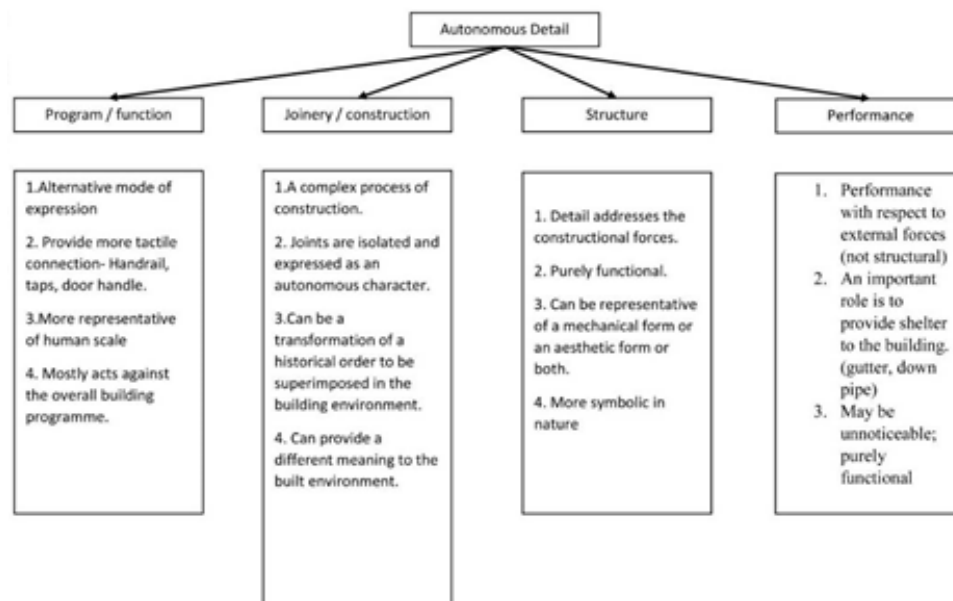 Autonomous Detail
Program / function
Joinery / construction
Structure
Performance
1.Alternative mode of
expression
2. Provide more tactile
connection- Handrail,
taps, door handle.
3.More representative
of human scale
4. Mostly acts against
the overall building
programme.
1.A complex process of
construction.
2. Joints are isolated and
expressed as an
autonomous character.
3.Can be a
transformation of a
historical order to be
superimposed in the
building environment.
4. Can provide a
different meaning to the
built environment.
1. Detail addresses the
constructional forces.
2. Purely functional.
3. Can be representative
of a mechanical form or
an aesthetic form or
both.
4. More symbolic in
nature
1. Performance
with respect to
external forces
(not structural)
2. An important
role is to
provide shelter
to the building.
(gutter, down
pipe)
3. May be
unnoticeable;
purely
functional